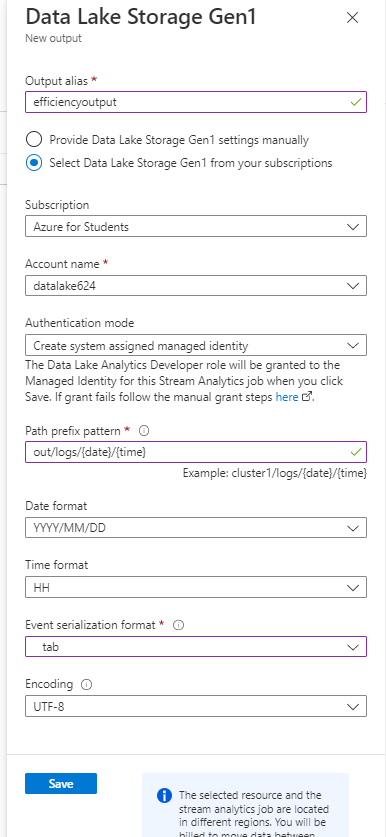 Data Lake Storage Gen1
New output
Output alias *
efficiencyoutput
Provide Data Lake Storage Gen1 settings manually
Select Data Lake Storage Gen1 from your subscriptions
Subscription
Azure for Students
Account name *
datalake624
Authentication mode
Create system assigned managed identity
The Data Lake Analytics Developer role will be granted to the
Managed Identity for this Stream Analytics job when you click
Save. If grant fails follow the manual grant steps here.
Path prefix pattern *
out/logs/{date}/{time}
Example: cluster1/logs/{date}/{time}
Date format
YYYY/MM/DD
Time format
HH
Event serialization format *
tab
Encoding
UTF-8
Save
The selected resource and the
stream analytics job are located
in different regions. You will be
billed to move data between